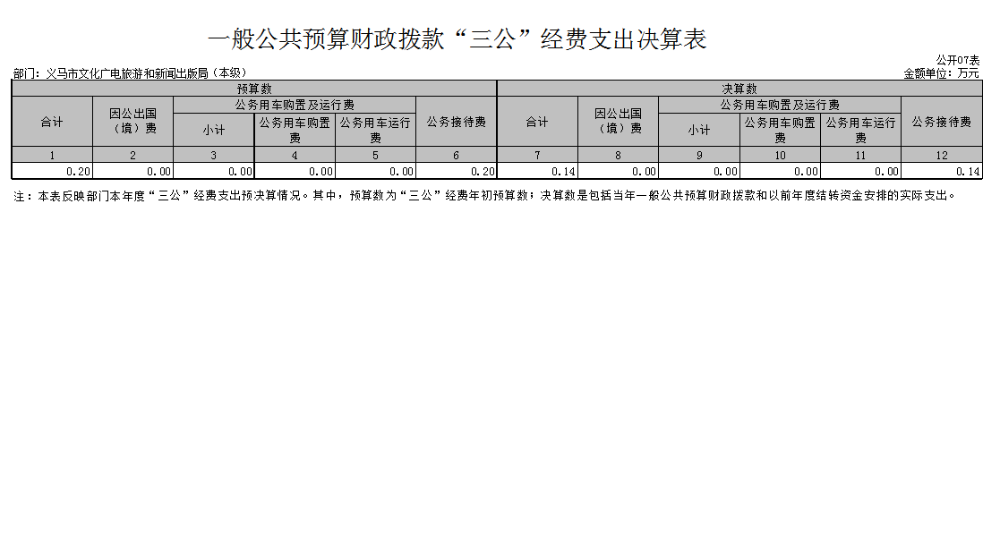 一般公共预算财政拨款“三公”经费支出决算表
公开07表
部门：义马市文化广电旅游和新闻出版局（本级） 金额单位：万元
预算数 决算数
合计 因公出国（境）费 公务用车购置及运行费 公务接待费 合计 因公出国（境）费 公务用车购置及运行费 公务接待费
小计 公务用车购置费 公务用车运行费 小计 公务用车购置费 公务用车运行费
1 2 3 4 5 6 7 8 9 10 11 12
0.20 0.00 0.00 0.00 0.00 0.20 0.14 0.00 0.00 0.00 0.00 0.14
注：本表反映部门本年度“三公”经费支出预决算情况。其中，预算数为“三公”经费年初预算数；决算数是包括当年一般公共预算财政拨款和以前年度结转资金安排的实际支出。